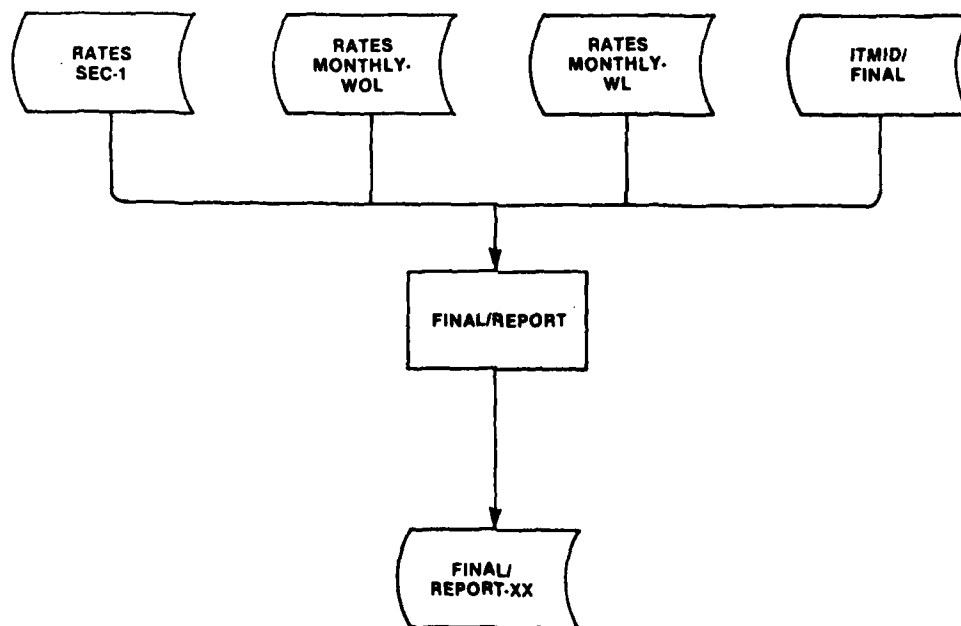 RATES
SEC-1
RATES
MONTHLY-
WOL
RATES
MONTHLY-
WL
ITMID/
FINAL
FINAL/REPORT
FINAL/
REPORT-XX